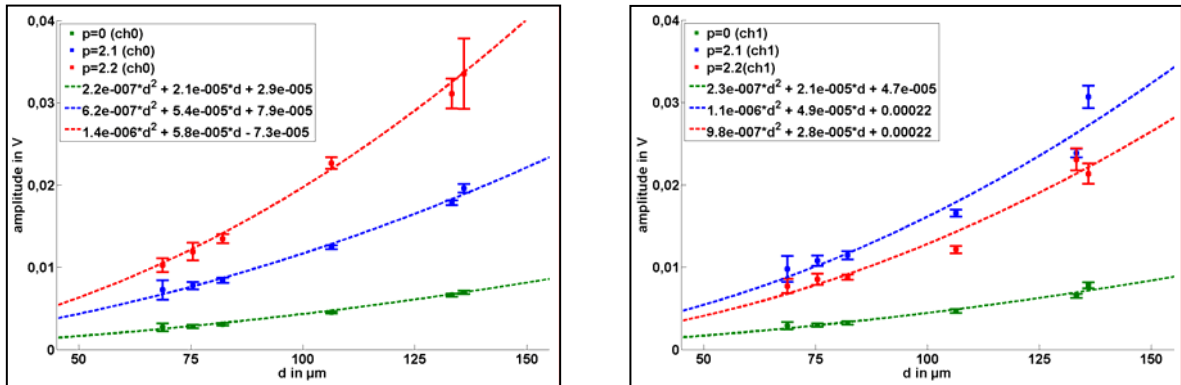 0,04
0,03
0,02
0,01
0
amplitude in V
p=0 (ch0)
p=2.1 (ch0)
p=2.2 (ch0)
2.2e-007*d² + 2.1e-005*d + 2.9e-005
6.2e-007*d² + 5.4e-005*d + 7.9e-005
1.4e-006*d² + 5.8e-005*d - 7.3e-005
50 75 100 125 150
d in µm
0,04
0,03
0,02
0,01
0
amplitude in V
p=0 (ch1)
p=2.1 (ch1)
p=2.2(ch1)
2.3e-007*d² + 2.1e-005*d + 4.7e-005
1.1e-006*d² + 4.9e-005*d + 0.00022
9.8e-007*d² + 2.8e-005*d + 0.00022
50 75 100 125 150
d in µm